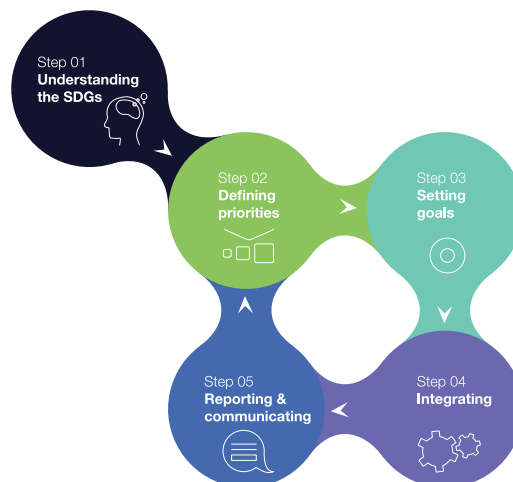 Step 01
Understanding
the SDGs
Step 02
Defining
priorities
Step 03
Setting
goals
Step 05
Reporting &
communicating
Step 04
Integrating